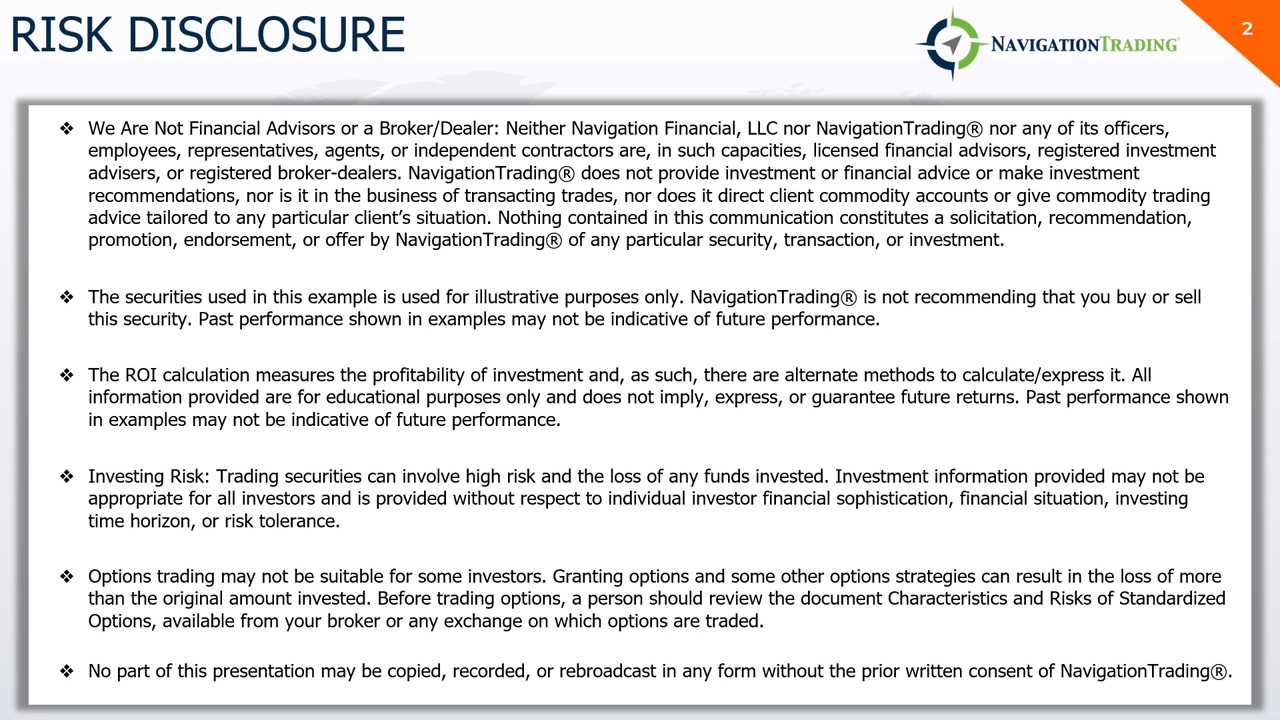 RISK DISCLOSURE
NAVIGATIONTRADING®
2
❖ We Are Not Financial Advisors or a Broker/Dealer: Neither Navigation Financial, LLC nor NavigationTrading® nor any of its officers,
employees, representatives, agents, or independent contractors are, in such capacities, licensed financial advisors, registered investment
advisers, or registered broker-dealers. NavigationTrading® does not provide investment or financial advice or make investment
recommendations, nor is it in the business of transacting trades, nor does it direct client commodity accounts or give commodity trading
advice tailored to any particular client’s situation. Nothing contained in this communication constitutes a solicitation, recommendation,
promotion, endorsement, or offer by NavigationTrading® of any particular security, transaction, or investment.
❖ The securities used in this example is used for illustrative purposes only. NavigationTrading® is not recommending that you buy or sell
this security. Past performance shown in examples may not be indicative of future performance.
❖ The ROI calculation measures the profitability of investment and, as such, there are alternate methods to calculate/express it. All
information provided are for educational purposes only and does not imply, express, or guarantee future returns. Past performance shown
in examples may not be indicative of future performance.
❖ Investing Risk: Trading securities can involve high risk and the loss of any funds invested. Investment information provided may not be
appropriate for all investors and is provided without respect to individual investor financial sophistication, financial situation, investing
time horizon, or risk tolerance.
❖ Options trading may not be suitable for some investors. Granting options and some other options strategies can result in the loss of more
than the original amount invested. Before trading options, a person should review the document Characteristics and Risks of Standardized
Options, available from your broker or any exchange on which options are traded.
❖ No part of this presentation may be copied, recorded, or rebroadcast in any form without the prior written consent of NavigationTrading®.